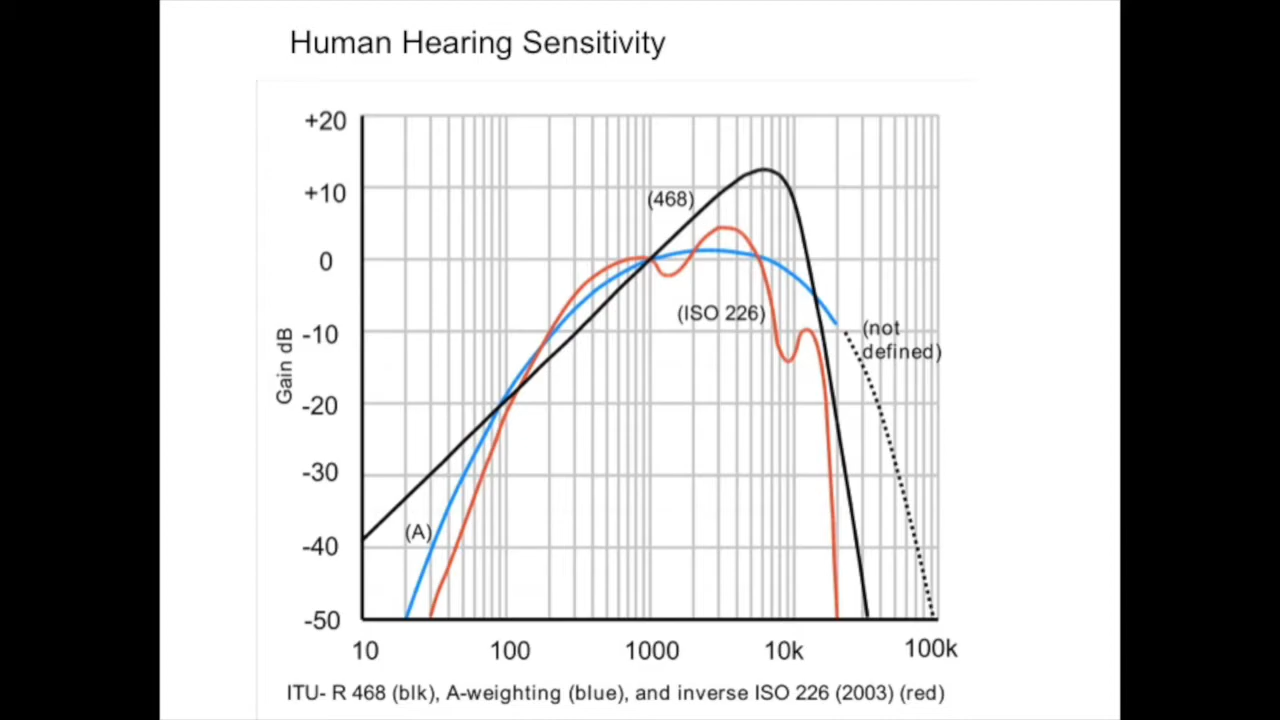 Human Hearing Sensitivity
+20
+10
(468)
0
(ISO 226)
(not
defined)
-10
Gain dB
-20
-30
(A)
-40
-50
10 100 1000 10k 100k
ITU- R 468 (blk), A-weighting (blue), and inverse ISO 226 (2003) (red)